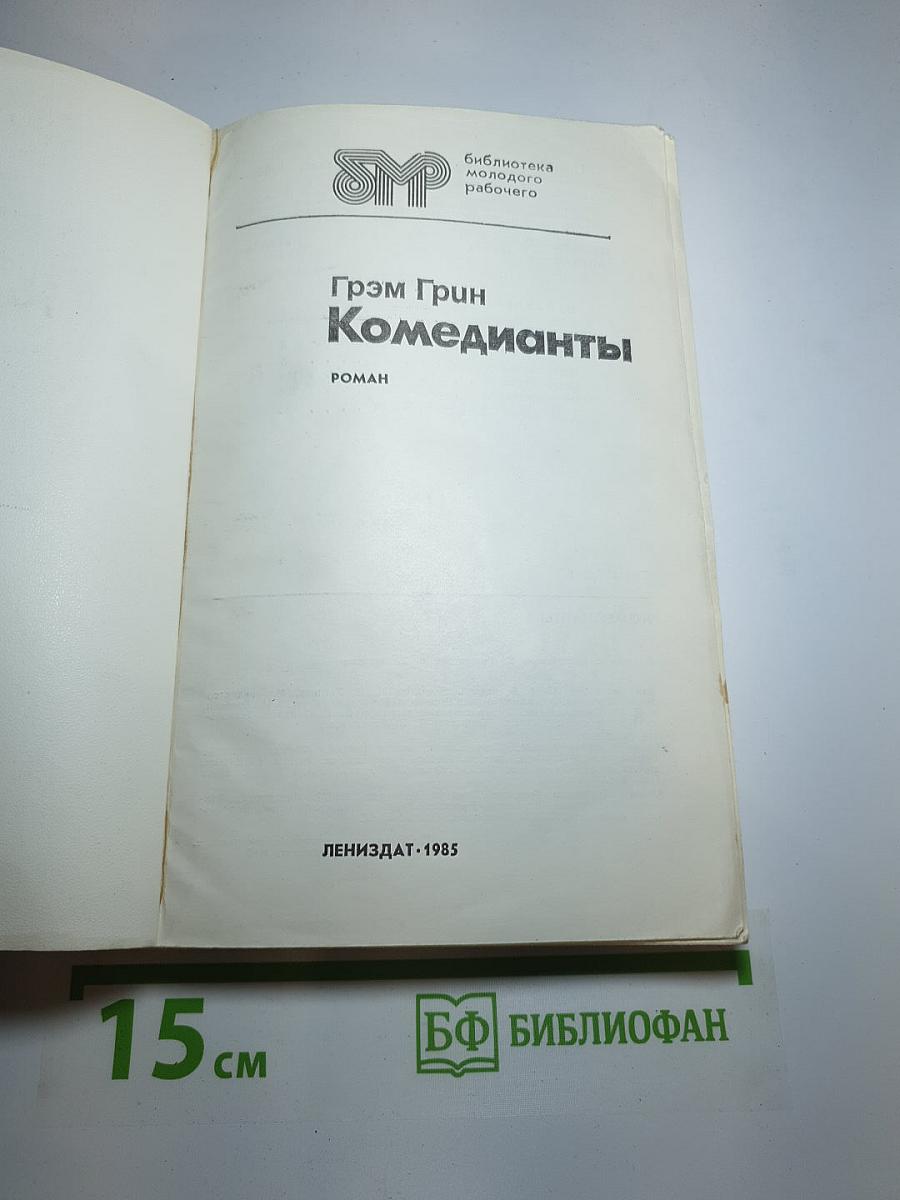 бмр
библиотека
молодого
рабочего
Грэм Грин
Комедианты
РОМАН
ЛЕНИЗДАТ · 1985
15 см
БФ БИБЛИОФАН